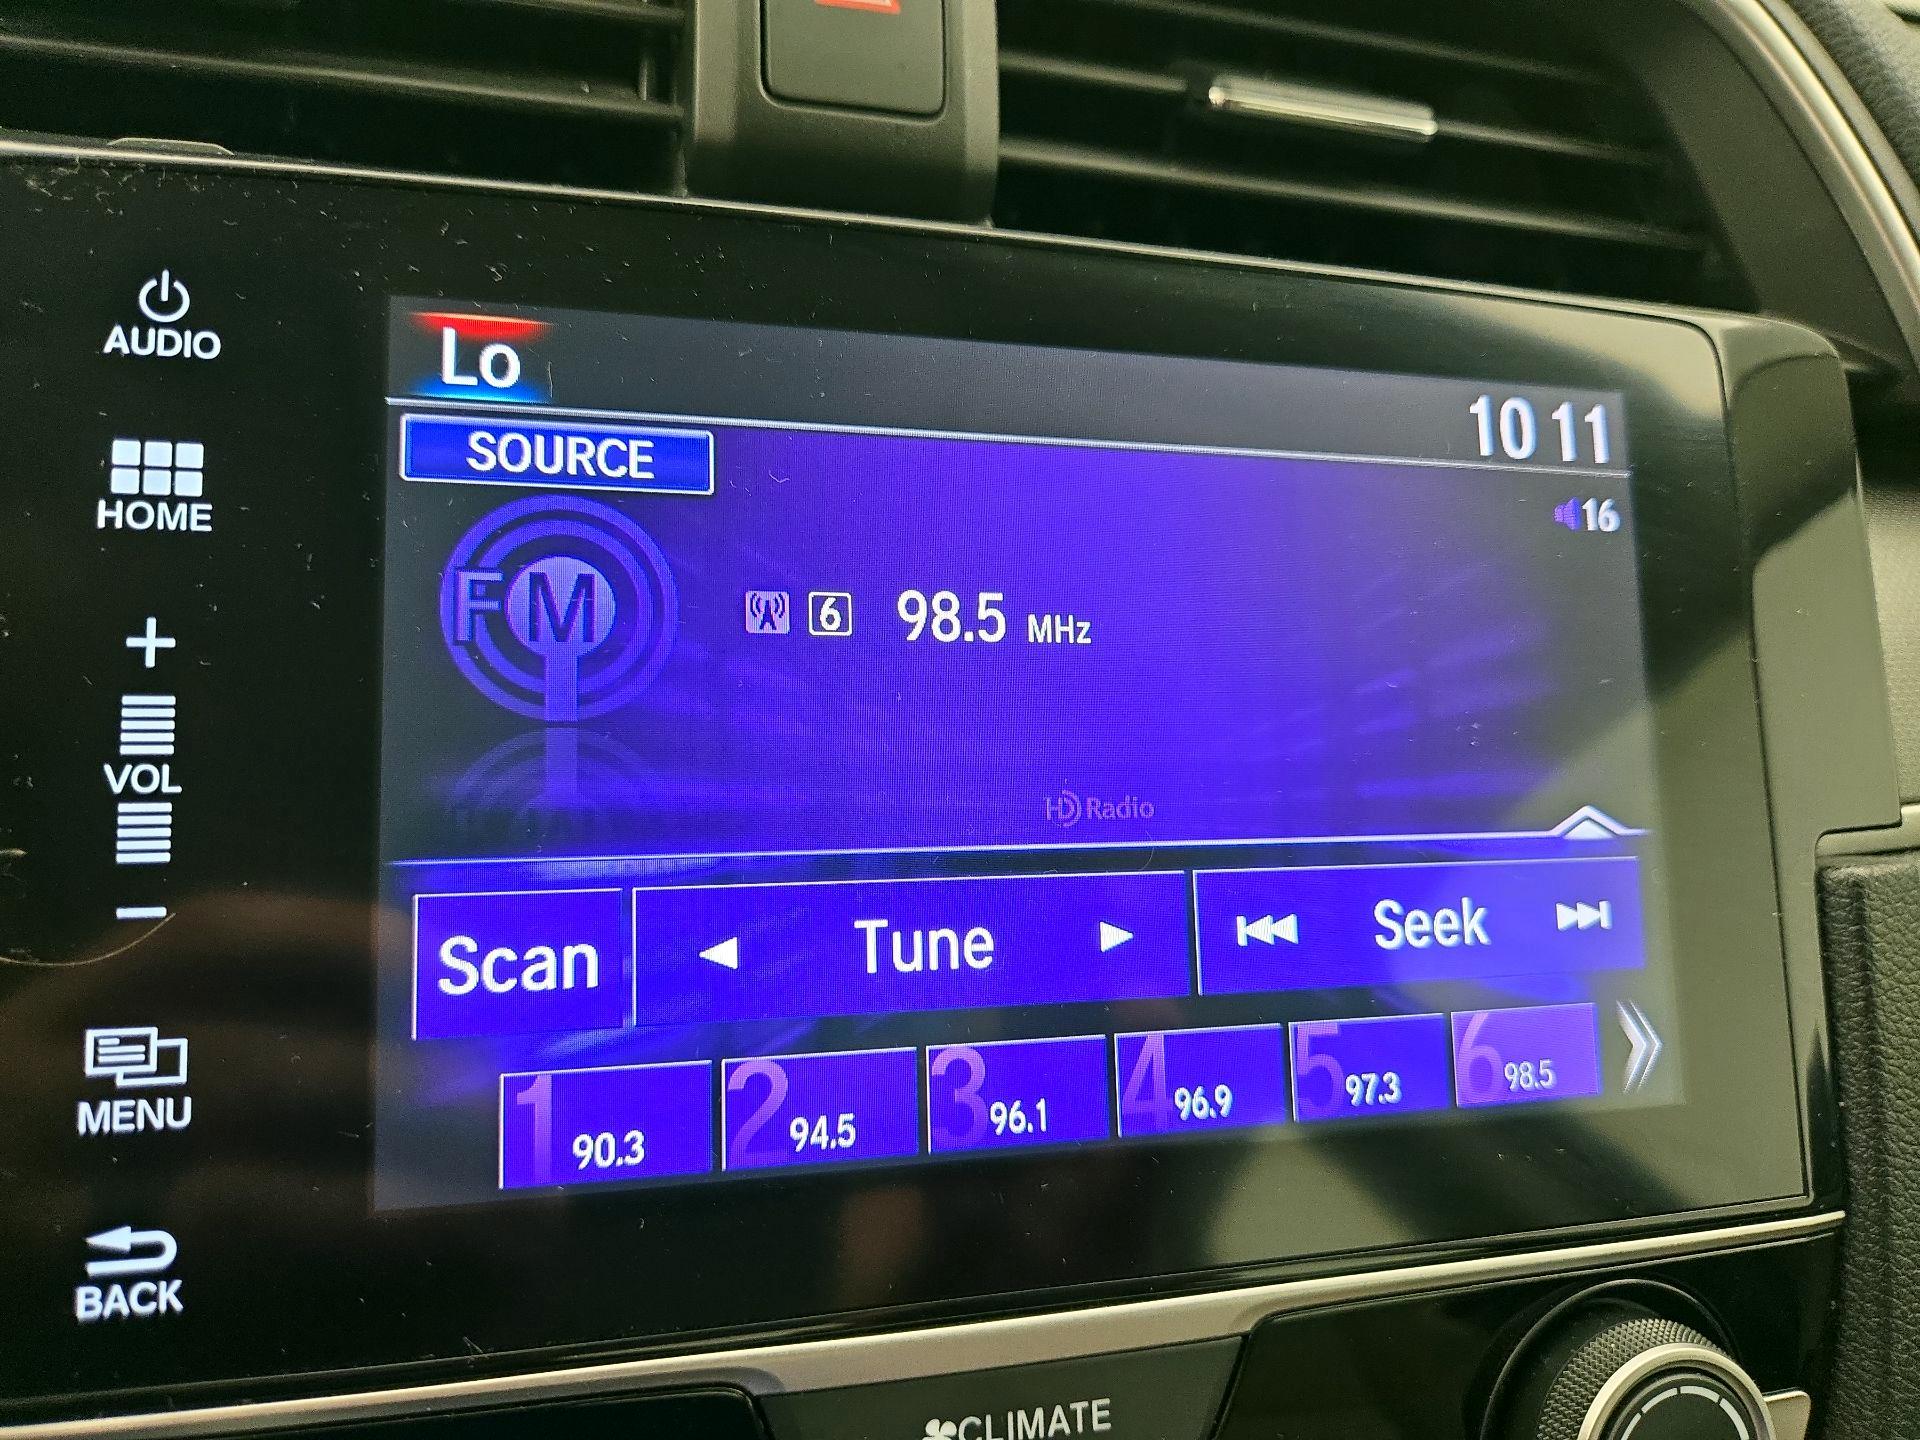 AUDIO
HOME
+
VOL
−
MENU
BACK
Lo
10 11
SOURCE
16
FM
6 98.5 MHz
HD Radio
Scan
Tune
Seek
1 90.3
2 94.5
3 96.1
4 96.9
5 97.3
6 98.5
CLIMATE